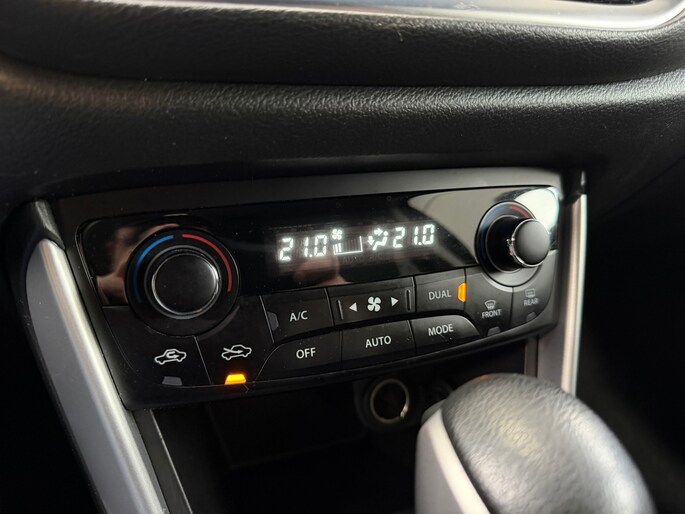 21.0 21.0
A/C
DUAL
FRONT
REAR
OFF
AUTO
MODE